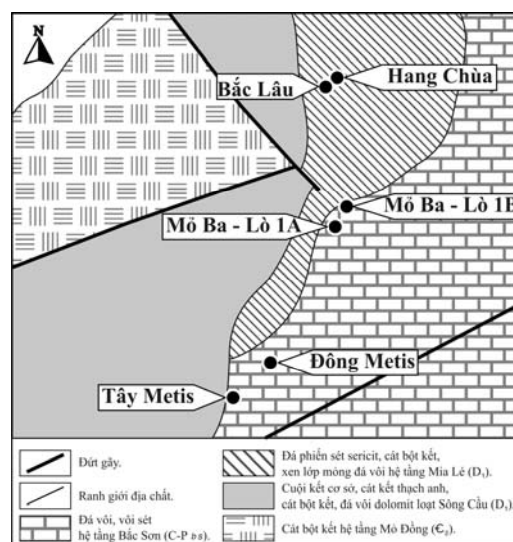 N
Hang Chùa
Bắc Lâu
Mỏ Ba - Lò 1B
Mỏ Ba - Lò 1A
Đông Metis
Tây Metis
Đứt gãy.
Ranh giới địa chất.
Đá vôi, vôi sét
hệ tầng Bắc Sơn (C-P bs).
Đá phiến sét sericit, cát bột kết,
xen lớp mỏng đá vôi hệ tầng Mia Lé (D₁).
Cuội kết cơ sở, cát kết thạch anh,
cát bột kết, đá vôi dolomit loạt Sông Cầu (D₁).
Cát bột kết hệ tầng Mỏ Đồng (Є₂).